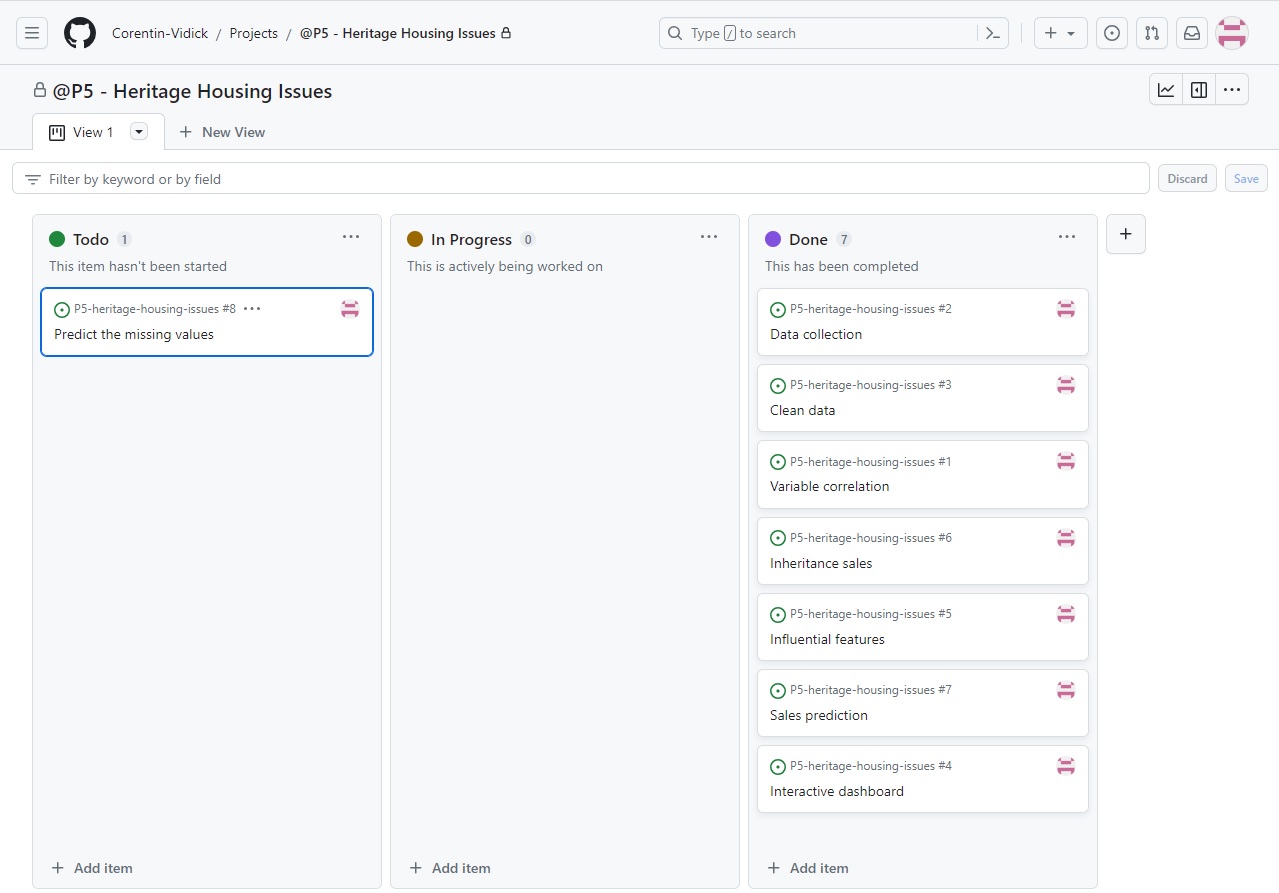 Corentin-Vidick / Projects / @P5 - Heritage Housing Issues
Type / to search
@P5 - Heritage Housing Issues
View 1
New View
Filter by keyword or by field
Discard
Save
Todo 1
This item hasn't been started
P5-heritage-housing-issues #8
Predict the missing values
Add item
In Progress 0
This is actively being worked on
Add item
Done 7
This has been completed
P5-heritage-housing-issues #2
Data collection
P5-heritage-housing-issues #3
Clean data
P5-heritage-housing-issues #1
Variable correlation
P5-heritage-housing-issues #6
Inheritance sales
P5-heritage-housing-issues #5
Influential features
P5-heritage-housing-issues #7
Sales prediction
P5-heritage-housing-issues #4
Interactive dashboard
Add item